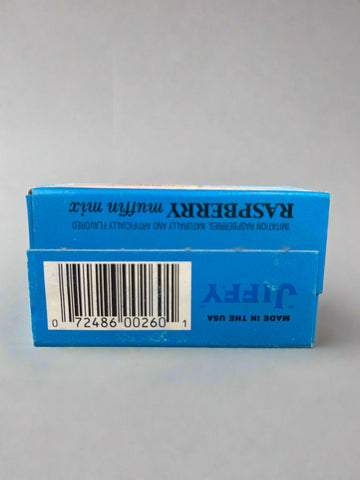 RASPBERRY muffin mix
IMITATION RASPBERRIES, NATURALLY AND ARTIFICIALLY FLAVORED
JIFFY
MADE IN THE USA
0 72486 00260 1